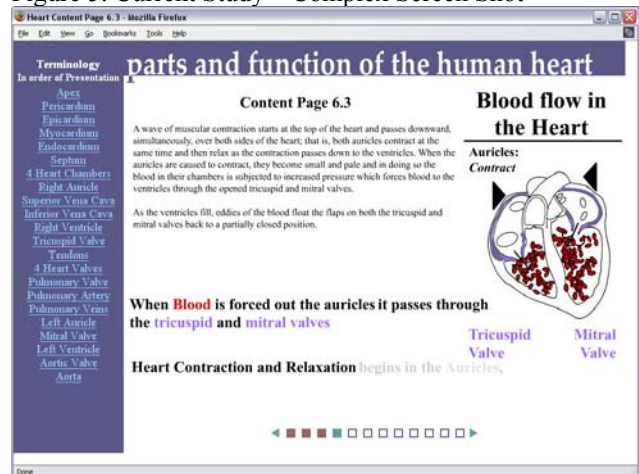 Figure 3. Current Study – Complex Screen Shot
Heart Content Page 6.3 - Mozilla Firefox
File Edit View Go Bookmarks Tools Help
parts and function of the human heart
Terminology
In order of Presentation
Apex
Pericardum
Epicardium
Myocardium
Endocardium
Septum
4 Heart Chambers
Right Auricle
Superior Vena Cava
Inferior Vena Cava
Right Ventricle
Tricuspid Valve
Tendons
4 Heart Valves
Pulmonary Valve
Pulmonary Artery
Pulmonary Veins
Left Auricle
Mitral Valve
Left Ventricle
Aortic Valve
Aorta
Content Page 6.3
A wave of muscular contraction starts at the top of the heart and passes downward,
simultaneously, over both sides of the heart; that is, both auricles contract at the
same time and then relax as the contraction passes down to the ventricles. When the
auricles are caused to contract, they become small and pale and in doing so the
blood in their chambers is subjected to increased pressure which forces blood to the
ventricles through the opened tricuspid and mitral valves.
As the ventricles fill, eddies of the blood float the flaps on both the tricuspid and
mitral valves back to a partially closed position.
When Blood is forced out the auricles it passes through
the tricuspid and mitral valves
Heart Contraction and Relaxation begins in the Auricles.
Blood flow in
the Heart
Auricles:
Contract
Tricuspid Valve
Mitral Valve
Done